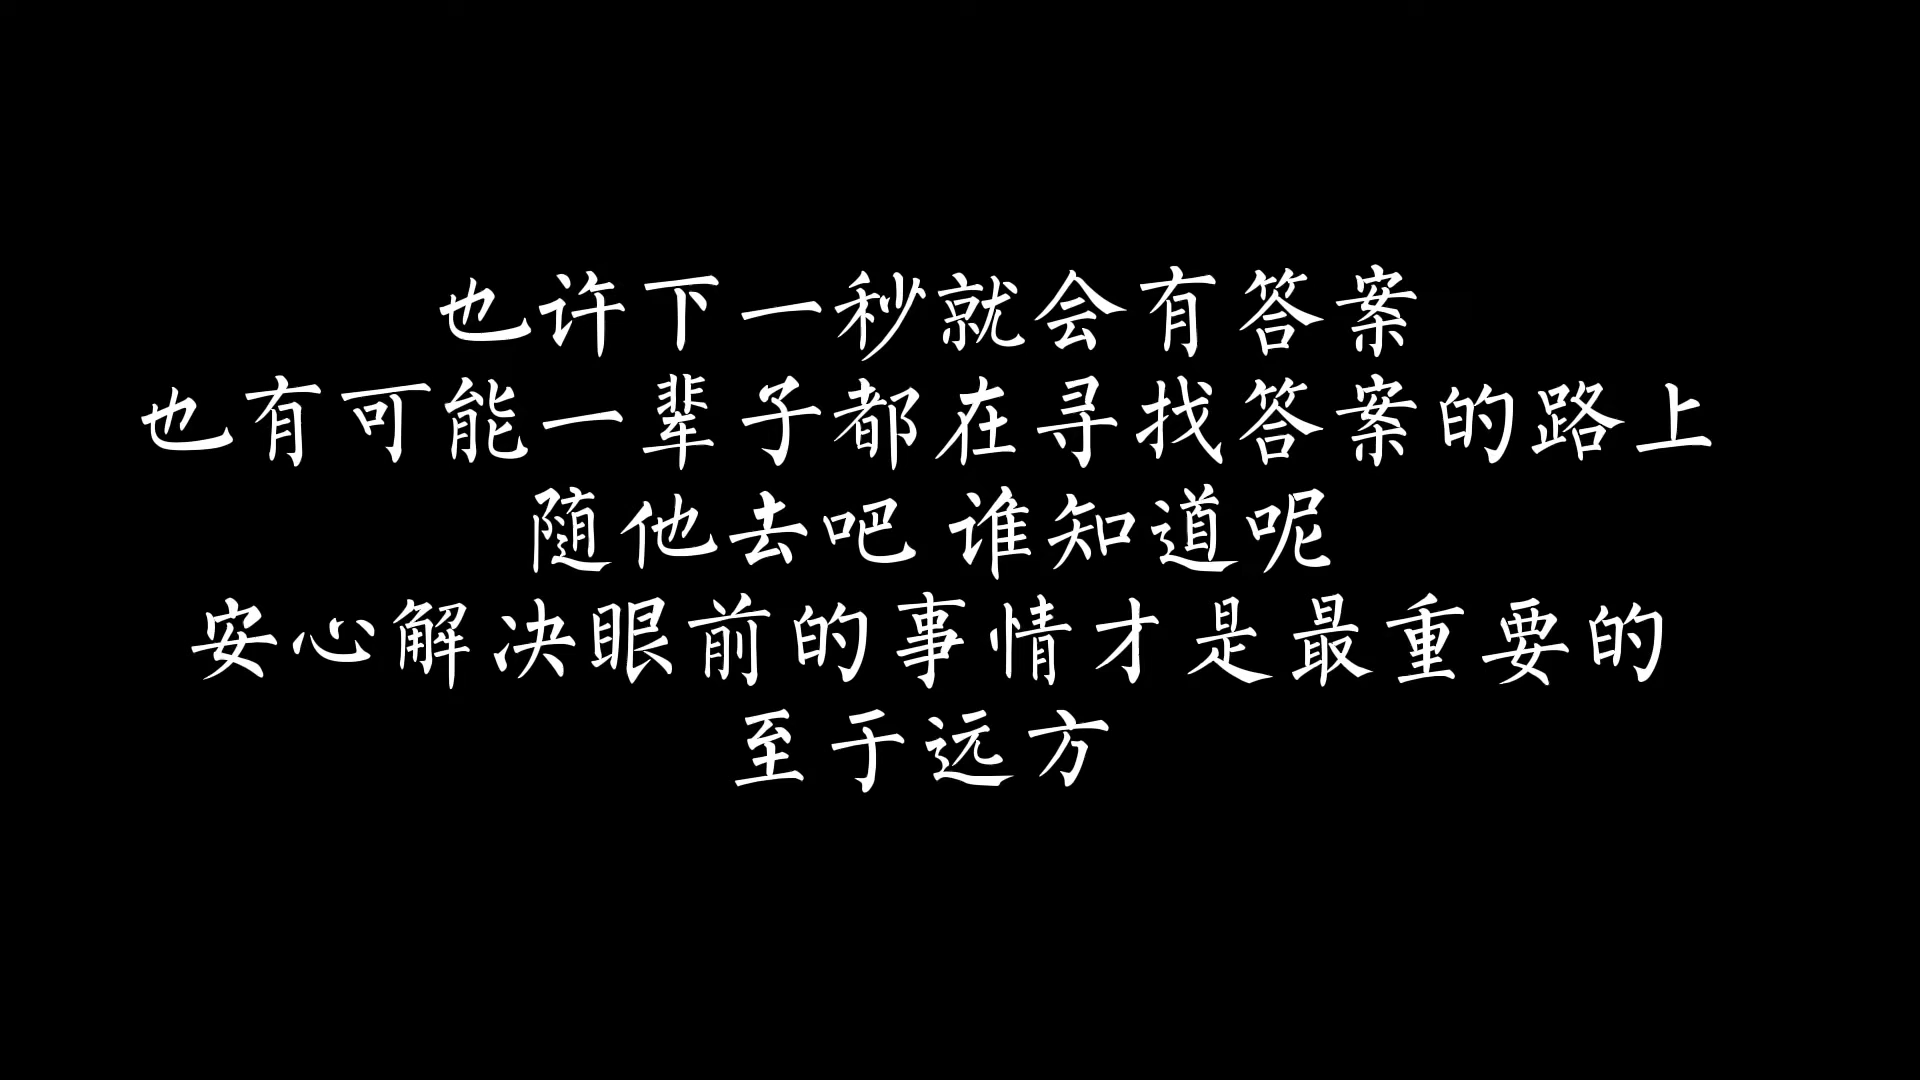 也许下一秒就会有答案
也有可能一辈子都在寻找答案的路上
随他去吧 谁知道呢
安心解决眼前的事情才是最重要的
至于远方